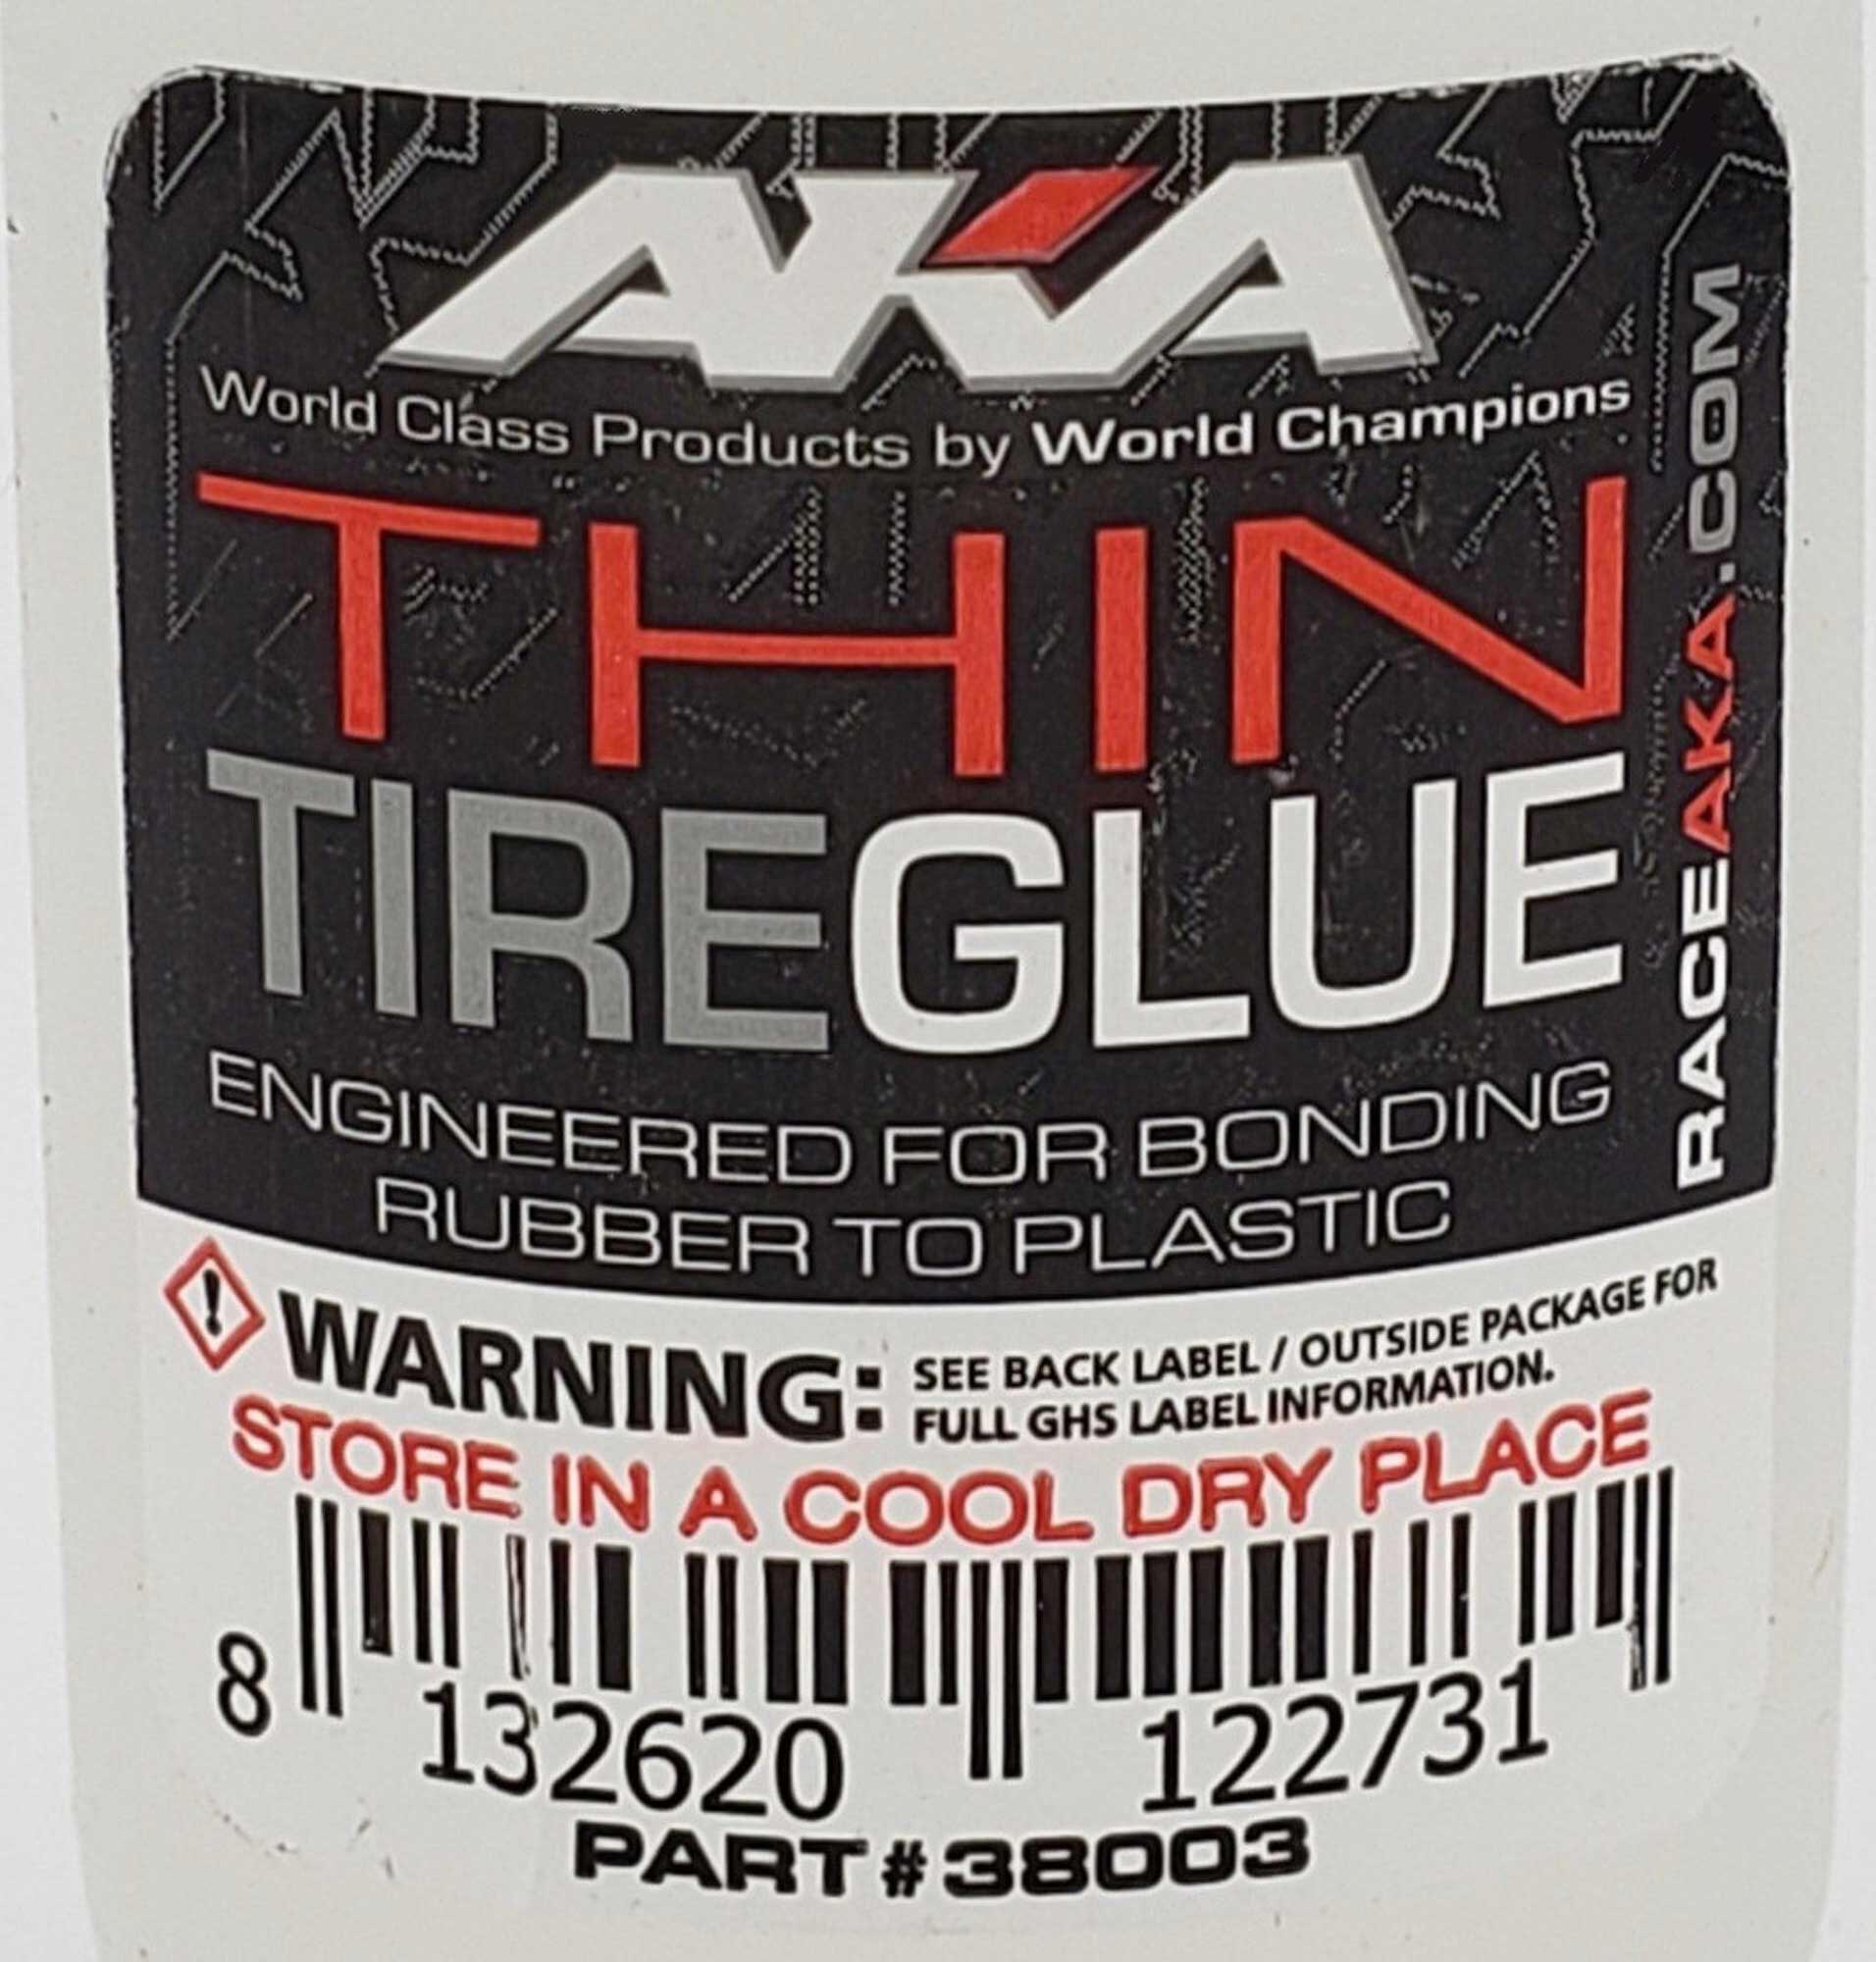 AKA
World Class Products by World Champions
THIN
TIREGLUE
ENGINEERED FOR BONDING
RUBBER TO PLASTIC
RACEAKA.COM
WARNING: SEE BACK LABEL / OUTSIDE PACKAGE FOR
FULL GHS LABEL INFORMATION.
STORE IN A COOL DRY PLACE
8 132620 122731
PART#38003